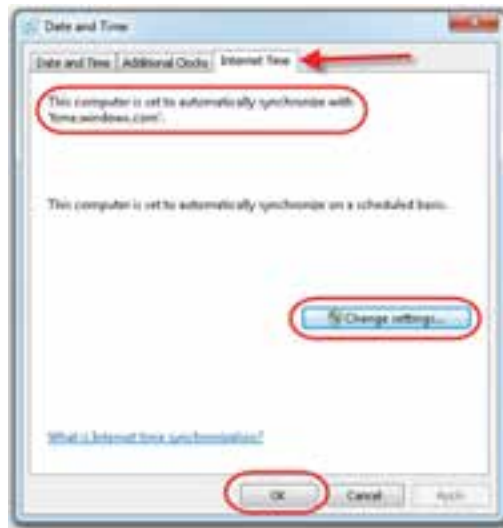 Date and Time
Date and Time Additional Clocks Internet Time
This computer is set to automatically synchronize with
'time.windows.com'.
This computer is set to automatically synchronize on a scheduled basis.
Change settings...
What is Internet time synchronization?
OK Cancel Apply